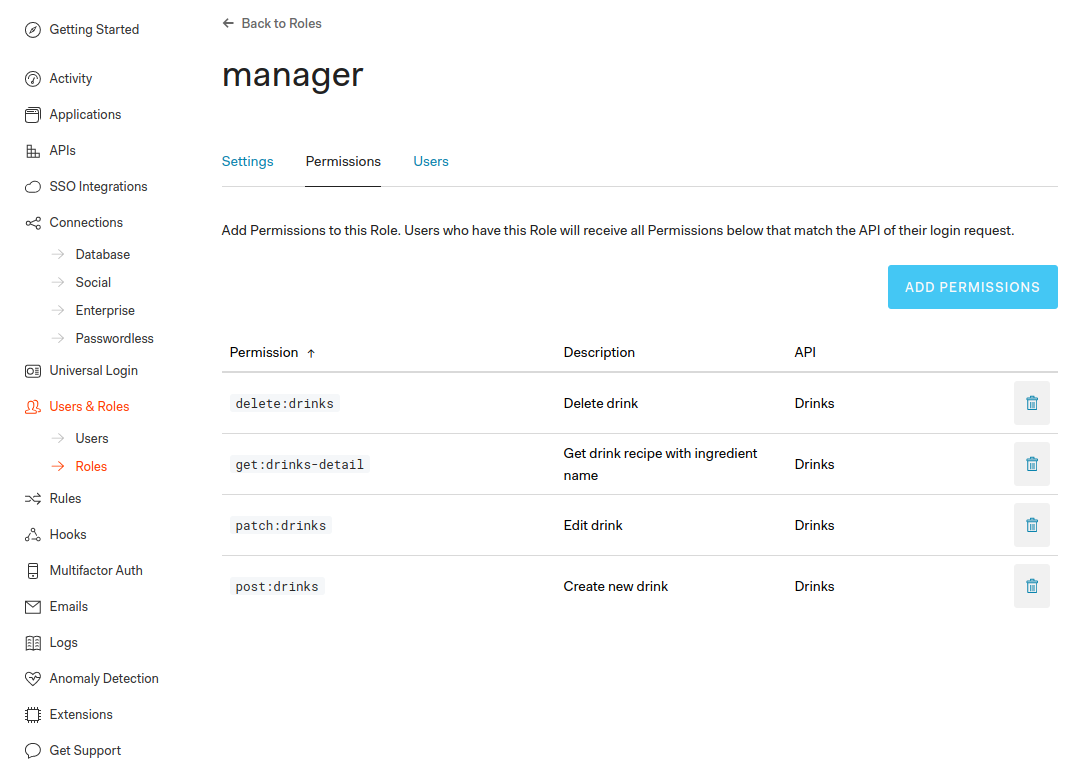 Getting Started
Activity
Applications
APIs
SSO Integrations
Connections
Database
Social
Enterprise
Passwordless
Universal Login
Users & Roles
Users
Roles
Rules
Hooks
Multifactor Auth
Emails
Logs
Anomaly Detection
Extensions
Get Support
Back to Roles
manager
Settings Permissions Users
Add Permissions to this Role. Users who have this Role will receive all Permissions below that match the API of their login request.
ADD PERMISSIONS
Permission Description API
delete:drinks Delete drink Drinks
get:drinks-detail Get drink recipe with ingredient name Drinks
patch:drinks Edit drink Drinks
post:drinks Create new drink Drinks